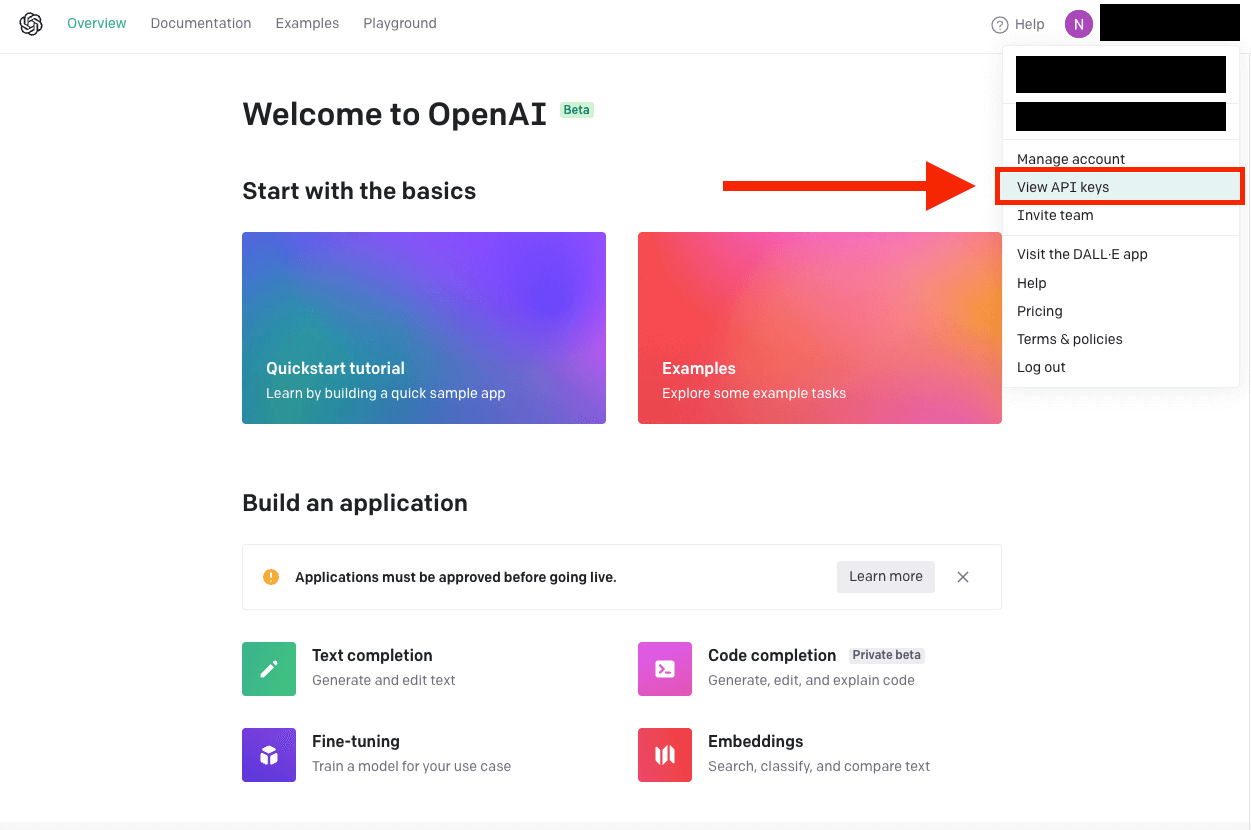 Overview Documentation Examples Playground Help N
Manage account
View API keys
Invite team
Visit the DALL·E app
Help
Pricing
Terms & policies
Log out
Welcome to OpenAI Beta
Start with the basics
Quickstart tutorial
Learn by building a quick sample app
Examples
Explore some example tasks
Build an application
Applications must be approved before going live. Learn more
Text completion
Generate and edit text
Code completion Private beta
Generate, edit, and explain code
Fine-tuning
Train a model for your use case
Embeddings
Search, classify, and compare text